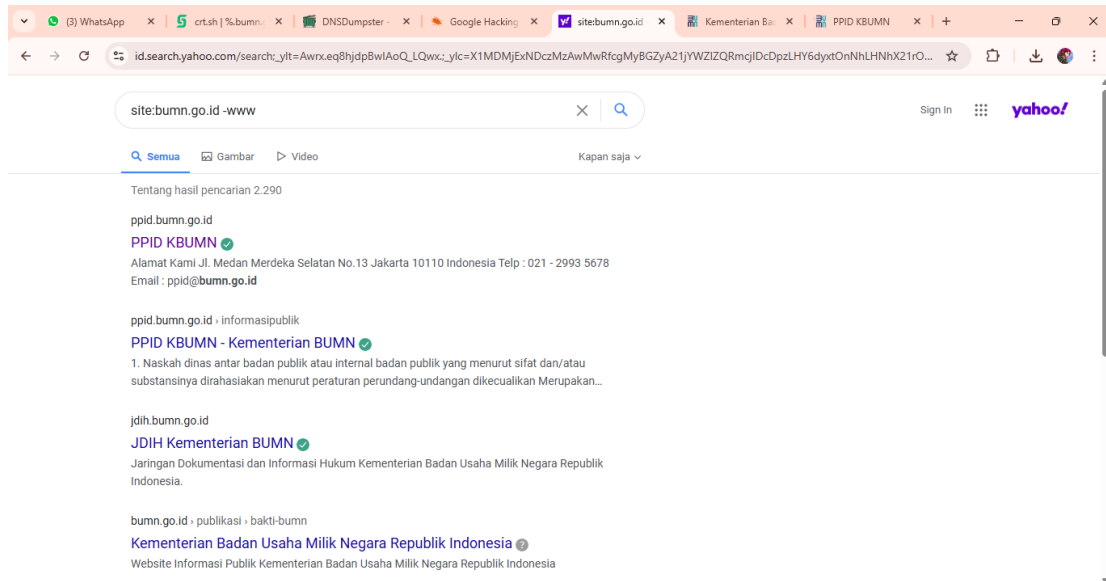 (3) WhatsApp
crt.sh | %.bumn.
DNSDumpster -
Google Hacking
site:bumn.go.id
Kementerian Ba
PPID KBUMN
id.search.yahoo.com/search;_ylt=Awrx.eq8hjdpBwIAoQ_LQwx.;_ylc=X1MDMjExNDczMzAwMwRfcgMyBGZyA21jYWZlZQRmcjIDcDpzLHY6dyxtOnNhLHNhX21rO...
site:bumn.go.id -www
Sign In
yahoo!
Semua
Gambar
Video
Kapan saja
Tentang hasil pencarian 2.290
ppid.bumn.go.id
PPID KBUMN
Alamat Kami Jl. Medan Merdeka Selatan No.13 Jakarta 10110 Indonesia Telp : 021 - 2993 5678
Email : ppid@bumn.go.id
ppid.bumn.go.id › informasipublik
PPID KBUMN - Kementerian BUMN
1. Naskah dinas antar badan publik atau internal badan publik yang menurut sifat dan/atau
substansinya dirahasiakan menurut peraturan perundang-undangan dikecualikan Merupakan...
jdih.bumn.go.id
JDIH Kementerian BUMN
Jaringan Dokumentasi dan Informasi Hukum Kementerian Badan Usaha Milik Negara Republik
Indonesia.
bumn.go.id › publikasi › bakti-bumn
Kementerian Badan Usaha Milik Negara Republik Indonesia
Website Informasi Publik Kementerian Badan Usaha Milik Negara Republik Indonesia